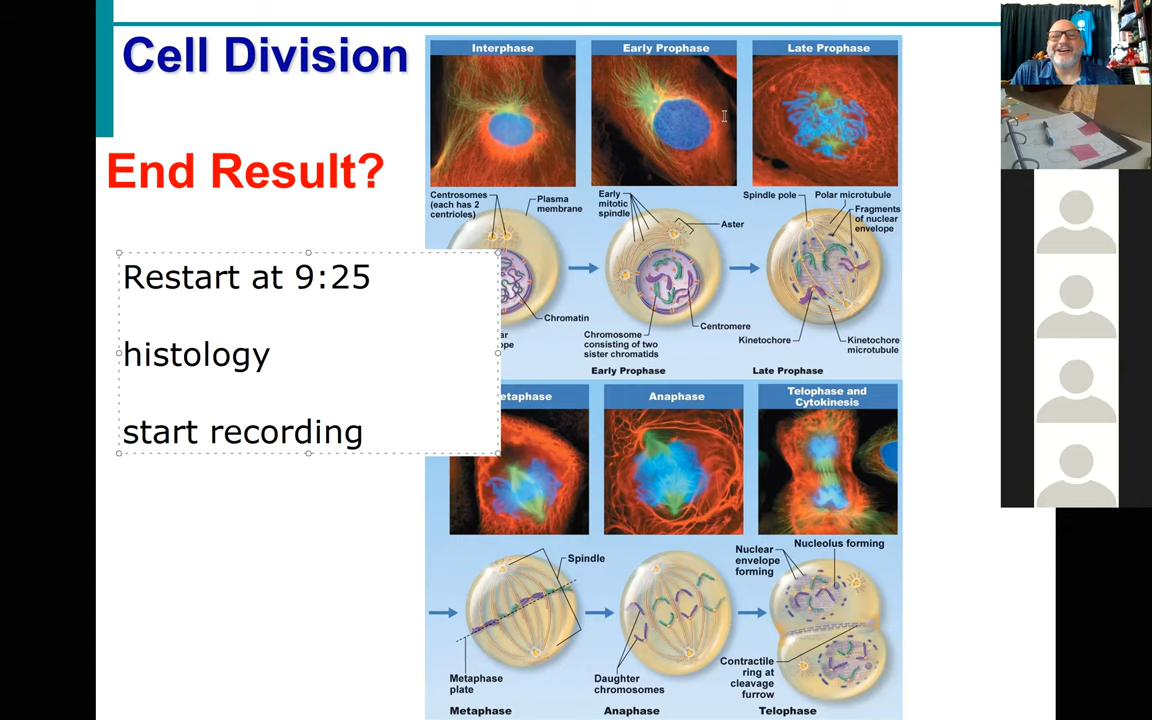 Cell Division
End Result?
Restart at 9:25
histology
start recording
Interphase
Early Prophase
Late Prophase
Centrosomes
(each has 2
centrioles)
Plasma
membrane
Chromatin
Early
mitotic
spindle
Aster
Centromere
Chromosome
consisting of two
sister chromatids
Early Prophase
Spindle pole
Polar microtubule
Fragments
of nuclear
envelope
Kinetochore
Kinetochore
microtubule
Late Prophase
etaphase
Anaphase
Telophase and
Cytokinesis
Spindle
Metaphase
plate
Metaphase
Daughter
chromosomes
Anaphase
Nuclear
envelope
forming
Nucleolus forming
Contractile
ring at
cleavage
furrow
Telophase